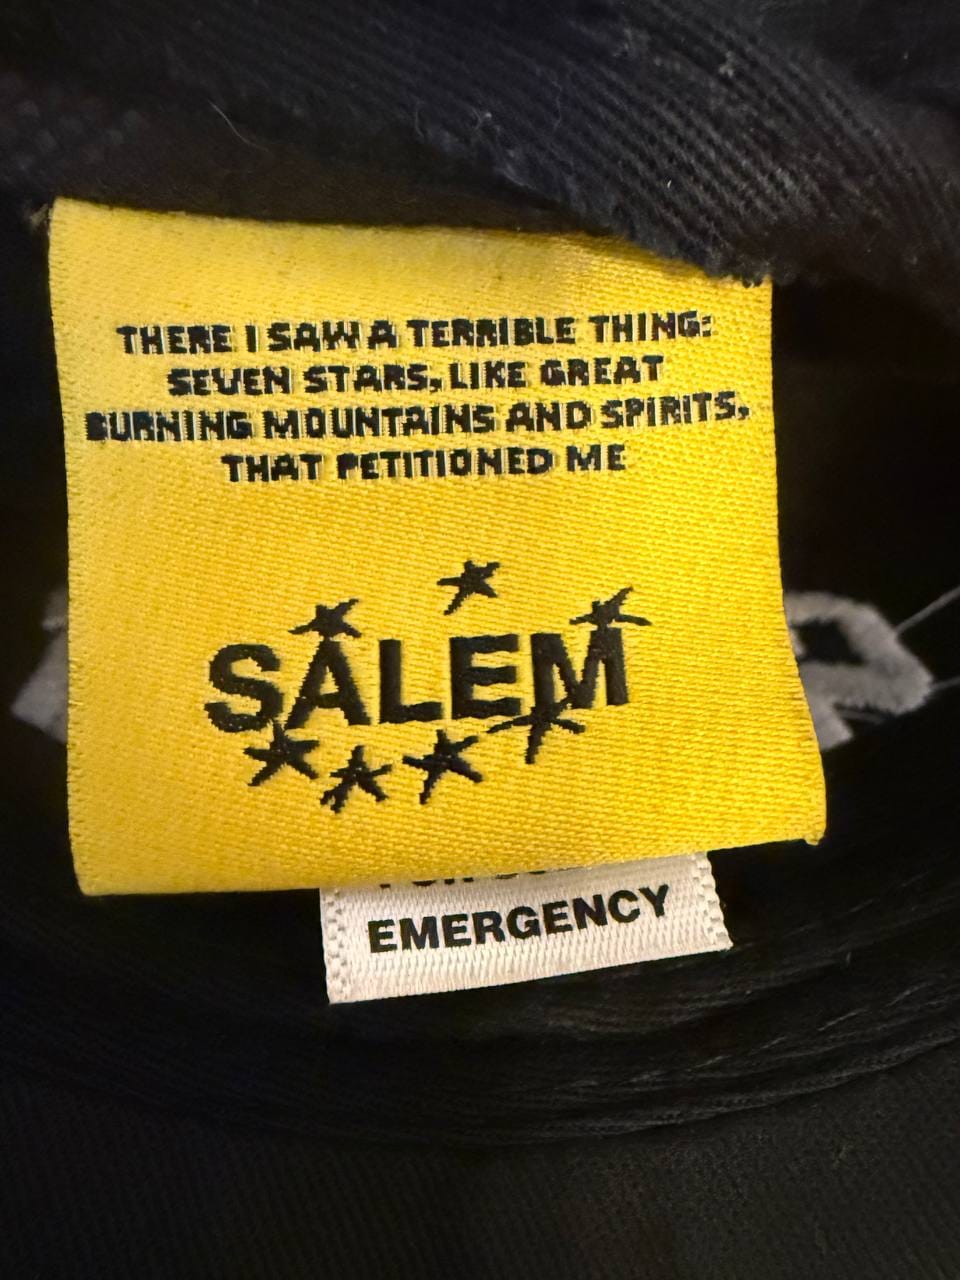 THERE I SAW A TERRIBLE THING:
SEVEN STARS, LIKE GREAT
BURNING MOUNTAINS AND SPIRITS,
THAT PETITIONED ME
SALEM
EMERGENCY